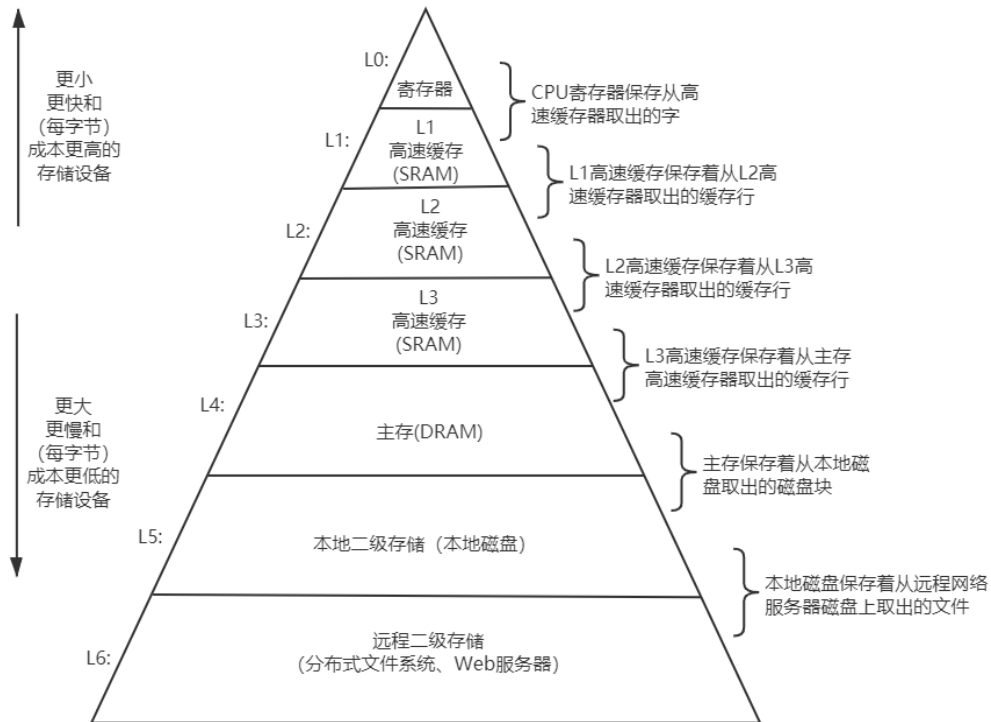 更小
更快和
（每字节）
成本更高的
存储设备
更大
更慢和
（每字节）
成本更低的
存储设备
L0:
寄存器
CPU寄存器保存从高
速缓存器取出的字
L1:
L1
高速缓存
(SRAM)
L1高速缓存保存着从L2高
速缓存器取出的缓存行
L2:
L2
高速缓存
(SRAM)
L2高速缓存保存着从L3高
速缓存器取出的缓存行
L3:
L3
高速缓存
(SRAM)
L3高速缓存保存着从主存
高速缓存器取出的缓存行
L4:
主存(DRAM)
主存保存着从本地磁
盘取出的磁盘块
L5:
本地二级存储（本地磁盘）
本地磁盘保存着从远程网络
服务器磁盘上取出的文件
L6:
远程二级存储
(分布式文件系统、Web服务器）